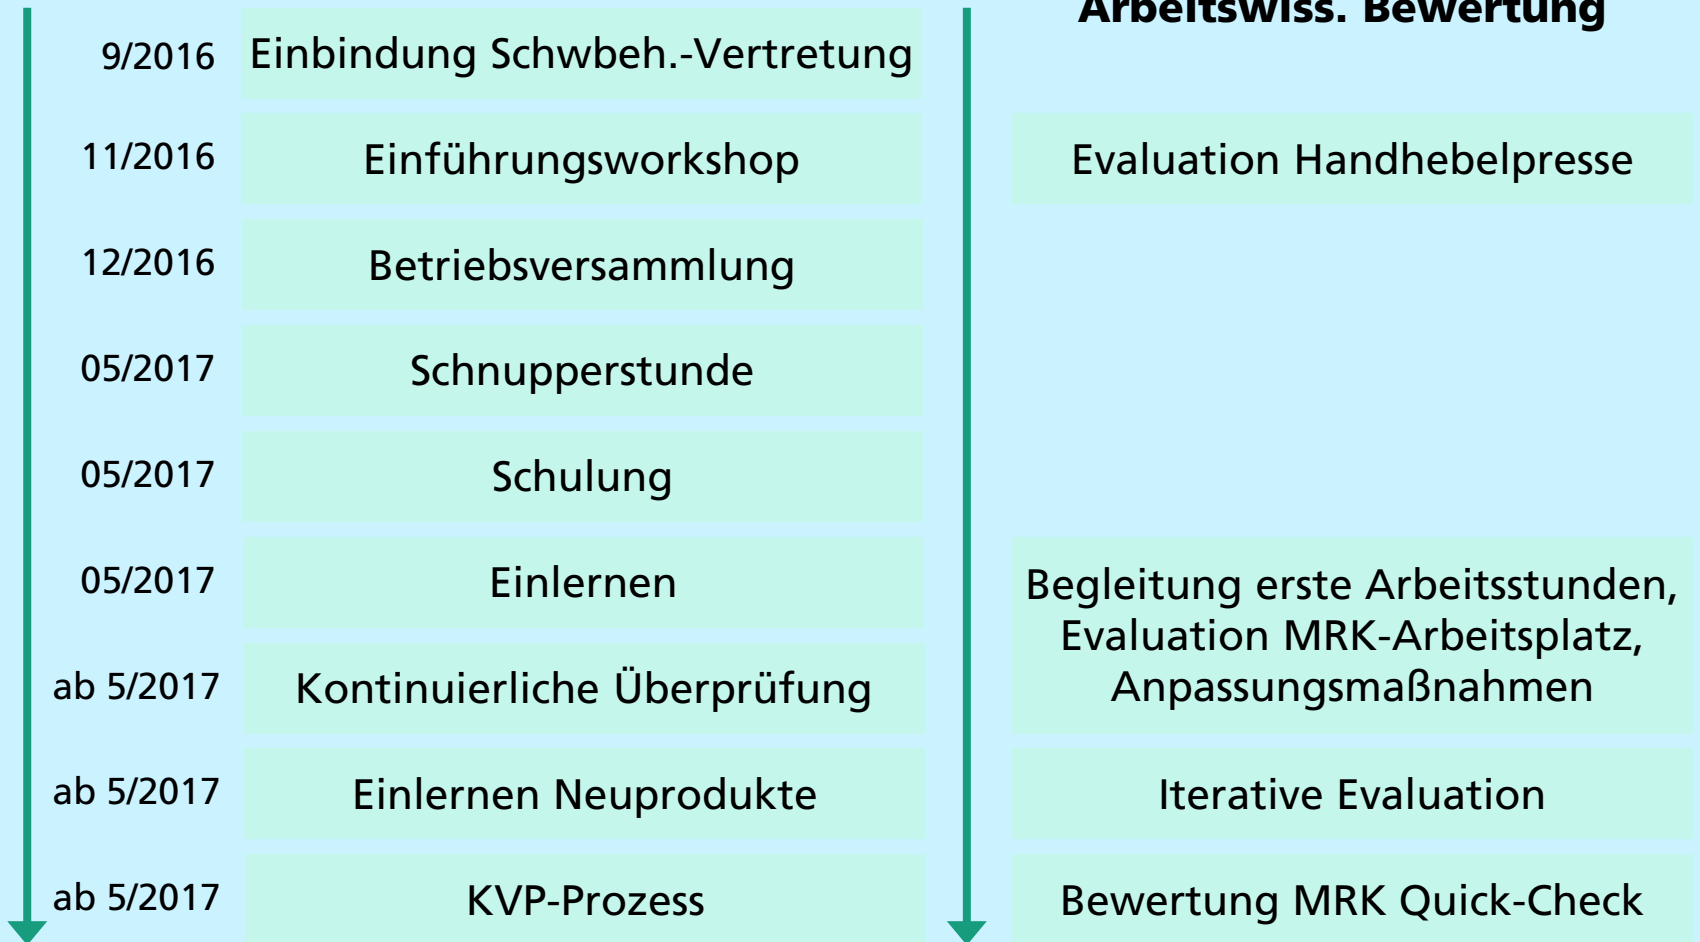 Arbeitswiss. Bewertung
9/2016 Einbindung Schwbeh.-Vertretung
11/2016 Einführungsworkshop Evaluation Handhebelpresse
12/2016 Betriebsversammlung
05/2017 Schnupperstunde
05/2017 Schulung
05/2017 Einlernen
Begleitung erste Arbeitsstunden,
Evaluation MRK-Arbeitsplatz,
Anpassungsmaßnahmen
ab 5/2017 Kontinuierliche Überprüfung
ab 5/2017 Einlernen Neuprodukte Iterative Evaluation
ab 5/2017 KVP-Prozess Bewertung MRK Quick-Check